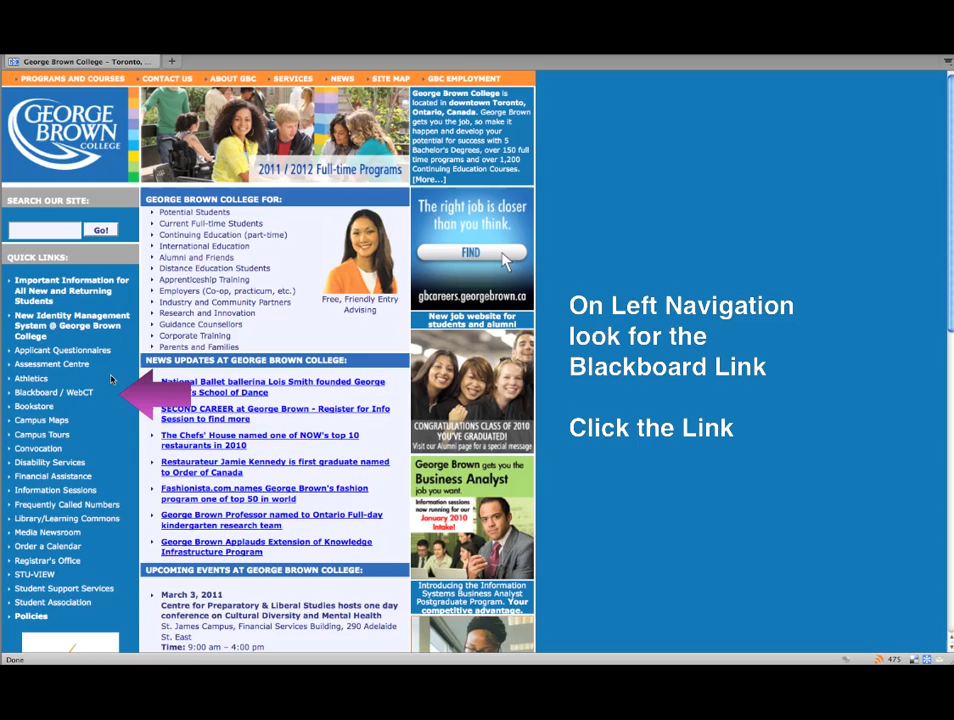 George Brown College – Toronto, ...
PROGRAMS AND COURSES
CONTACT US
ABOUT GBC
SERVICES
NEWS
SITE MAP
GBC EMPLOYMENT
GEORGE
BROWN
COLLEGE
2011 / 2012 Full-time Programs
George Brown College is
located in downtown Toronto,
Ontario, Canada. George Brown
gets you the job, so make it
happen and develop your
potential for success with 5
Bachelor's Degrees, over 150 full
time programs and over 1,200
Continuing Education Courses.
[More...]
SEARCH OUR SITE:
Go!
QUICK LINKS:
Important Information for
All New and Returning
Students
New Identity Management
System @ George Brown
College
Applicant Questionnaires
Assessment Centre
Athletics
Blackboard / WebCT
Bookstore
Campus Maps
Campus Tours
Convocation
Disability Services
Financial Assistance
Information Sessions
Frequently Called Numbers
Library/Learning Commons
Media Newsroom
Order a Calendar
Registrar's Office
STU-VIEW
Student Support Services
Student Association
Policies
GEORGE BROWN COLLEGE FOR:
Potential Students
Current Full-time Students
Continuing Education (part-time)
International Education
Alumni and Friends
Distance Education Students
Apprenticeship Training
Employers (Co-op, practicum, etc.)
Industry and Community Partners
Research and Innovation
Guidance Counsellors
Corporate Training
Parents and Families
Free, Friendly Entry
Advising
NEWS UPDATES AT GEORGE BROWN COLLEGE:
National Ballet ballerina Lois Smith founded George
School of Dance
SECOND CAREER at George Brown - Register for Info
Session to find more
The Chefs' House named one of NOW's top 10
restaurants in 2010
Restaurateur Jamie Kennedy is first graduate named
to Order of Canada
Fashionista.com names George Brown's fashion
program one of top 50 in world
George Brown Professor named to Ontario Full-day
kindergarten research team
George Brown Applauds Extension of Knowledge
Infrastructure Program
UPCOMING EVENTS AT GEORGE BROWN COLLEGE:
March 3, 2011
Centre for Preparatory & Liberal Studies hosts one day
conference on Cultural Diversity and Mental Health
St. James Campus, Financial Services Building, 290 Adelaide
St. East
Time: 9:00 am – 4:00 pm
The right job is closer
than you think.
FIND
gbcareers.georgebrown.ca
New job website for
students and alumni
CONGRATULATIONS CLASS OF 2010
YOU'VE GRADUATED!
Visit our Alumni page for a special message
George Brown gets you the
Business Analyst
job you want.
Information sessions
now running for our
January 2010
Intake!
Introducing the Information
Systems Business Analyst
Postgraduate Program. Your
competitive advantage.
On Left Navigation
look for the
Blackboard Link
Click the Link
Done
475